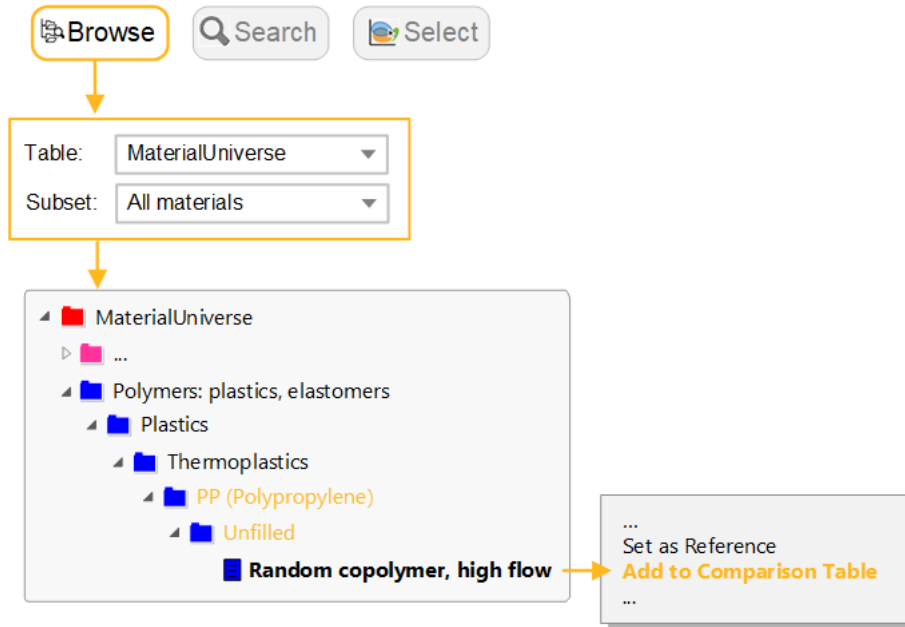 Browse Search Select
Table: MaterialUniverse
Subset: All materials
MaterialUniverse
...
Polymers: plastics, elastomers
Plastics
Thermoplastics
PP (Polypropylene)
Unfilled
Random copolymer, high flow
...
Set as Reference
Add to Comparison Table
...